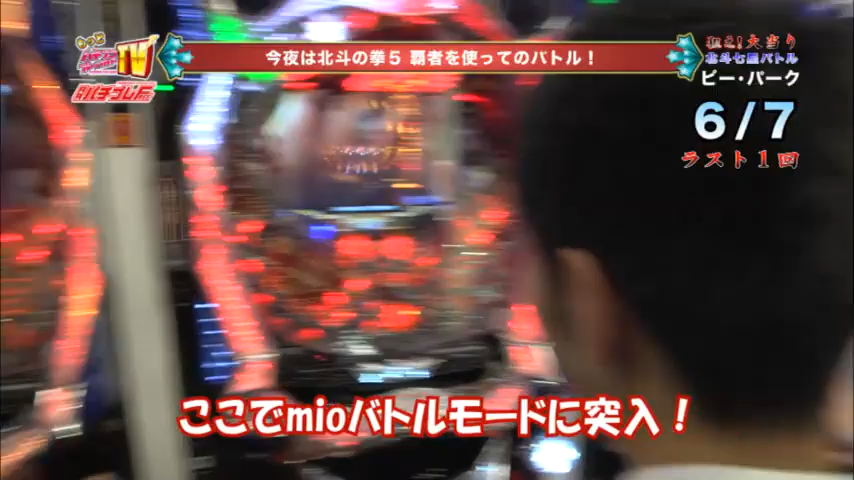 今夜は北斗の拳5 覇者を使ってのバトル！
狙え！大当り
北斗七星バトル
ピー・パーク
6/7
ラスト1回
TV
ここでmioバトルモードに突入！